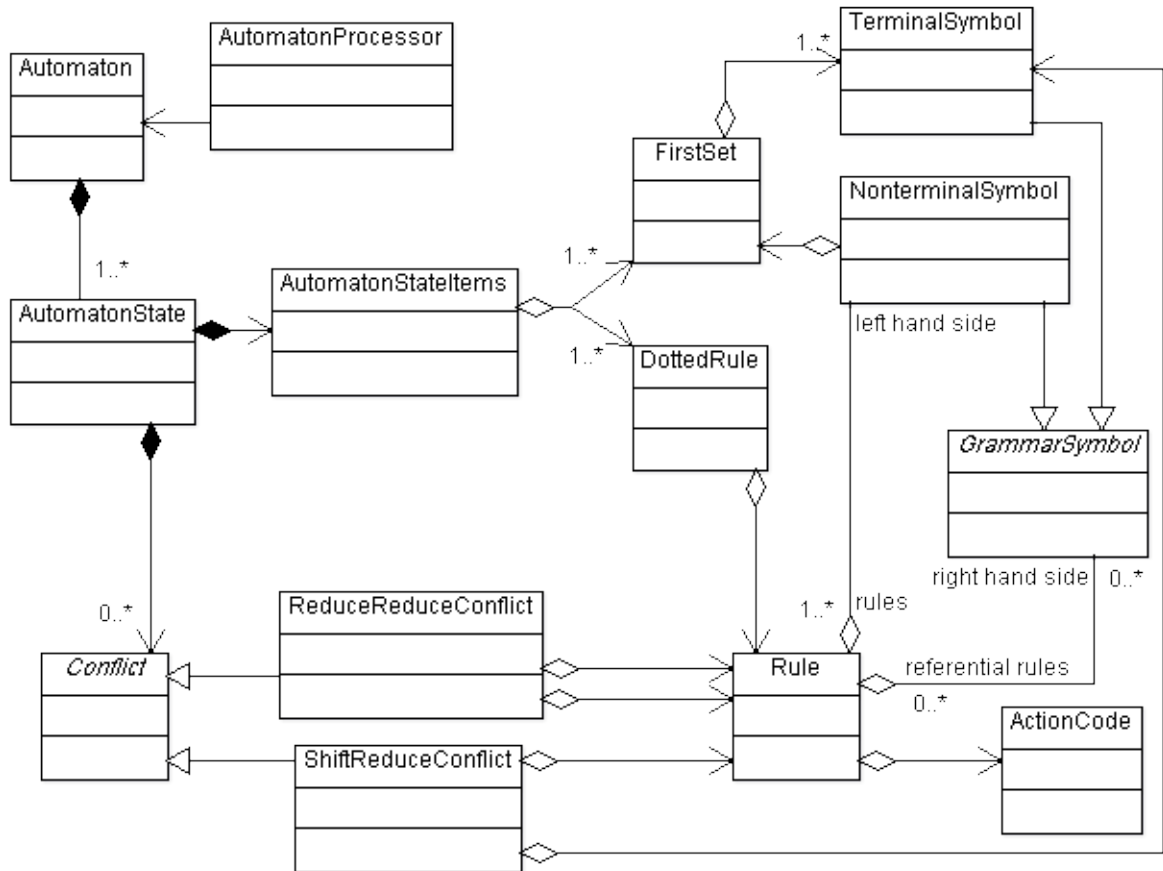 TerminalSymbol
AutomatonProcessor
1..*
Automaton
FirstSet
NonterminalSymbol
1..*
1..*
AutomatonStateItems
AutomatonState
left hand side
1..*
DottedRule
GrammarSymbol
right hand side
0..*
ReduceReduceConflict
0..*
1..*
rules
Conflict
Rule
referential rules
0..*
ActionCode
ShiftReduceConflict